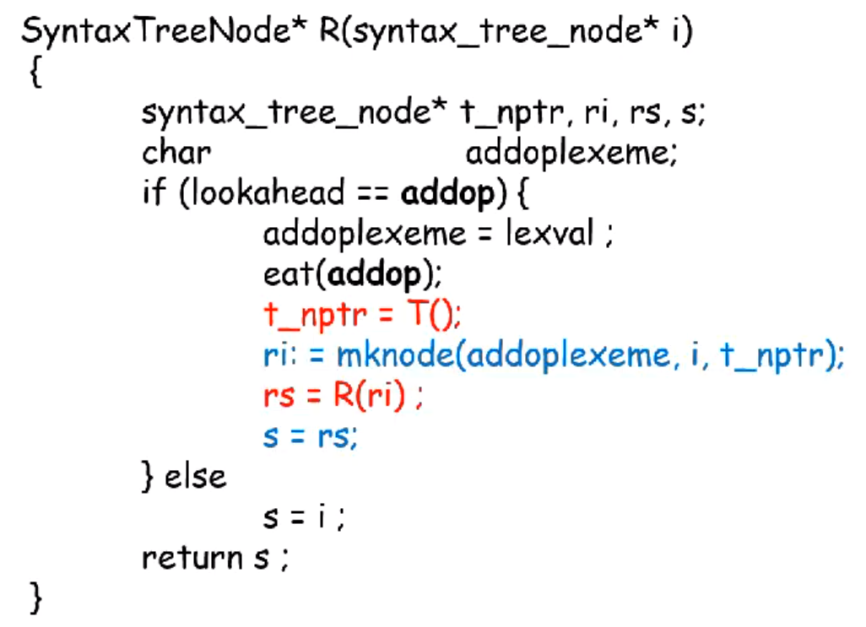 SyntaxTreeNode* R(syntax_tree_node* i)
{
syntax_tree_node* t_nptr, ri, rs, s;
char addoplexeme;
if (lookahead == addop) {
addoplexeme = lexval ;
eat(addop);
t_nptr = T();
ri: = mknode(addoplexeme, i, t_nptr);
rs = R(ri) ;
s = rs;
} else
s = i ;
return s ;
}